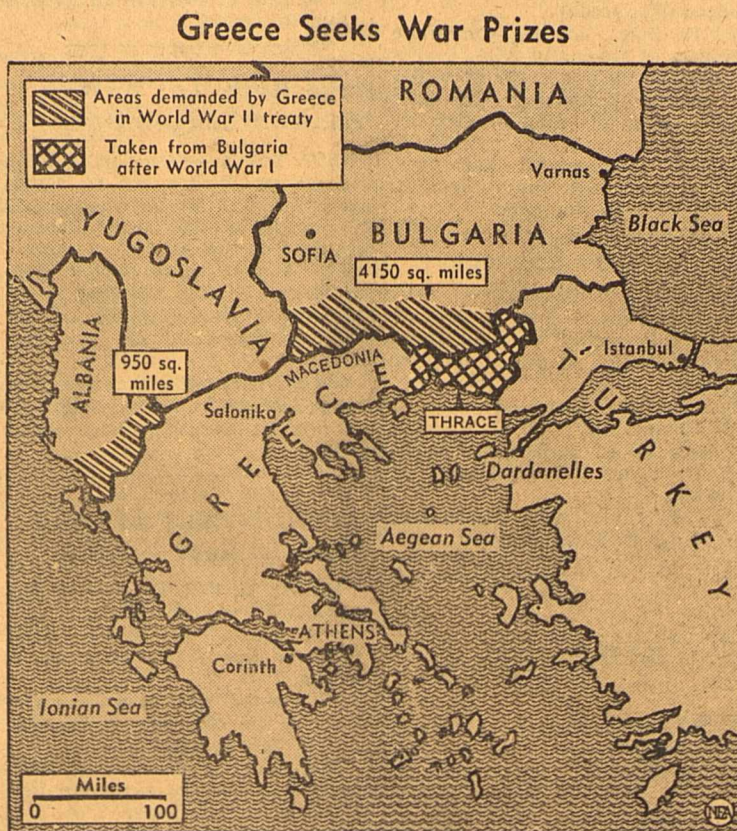 Greece Seeks War Prizes
Areas demanded by Greece
in World War II treaty
Taken from Bulgaria
after World War I
ROMANIA
Varnas
Black Sea
YUGOSLAVIA
SOFIA
BULGARIA
4150 sq. miles
ALBANIA
950 sq.
miles
MACEDONIA
Istanbul
Salonika
THRACE
GREECE
TURKEY
Dardanelles
Aegean Sea
ATHENS
Corinth
Ionian Sea
Miles
0 100
NEA